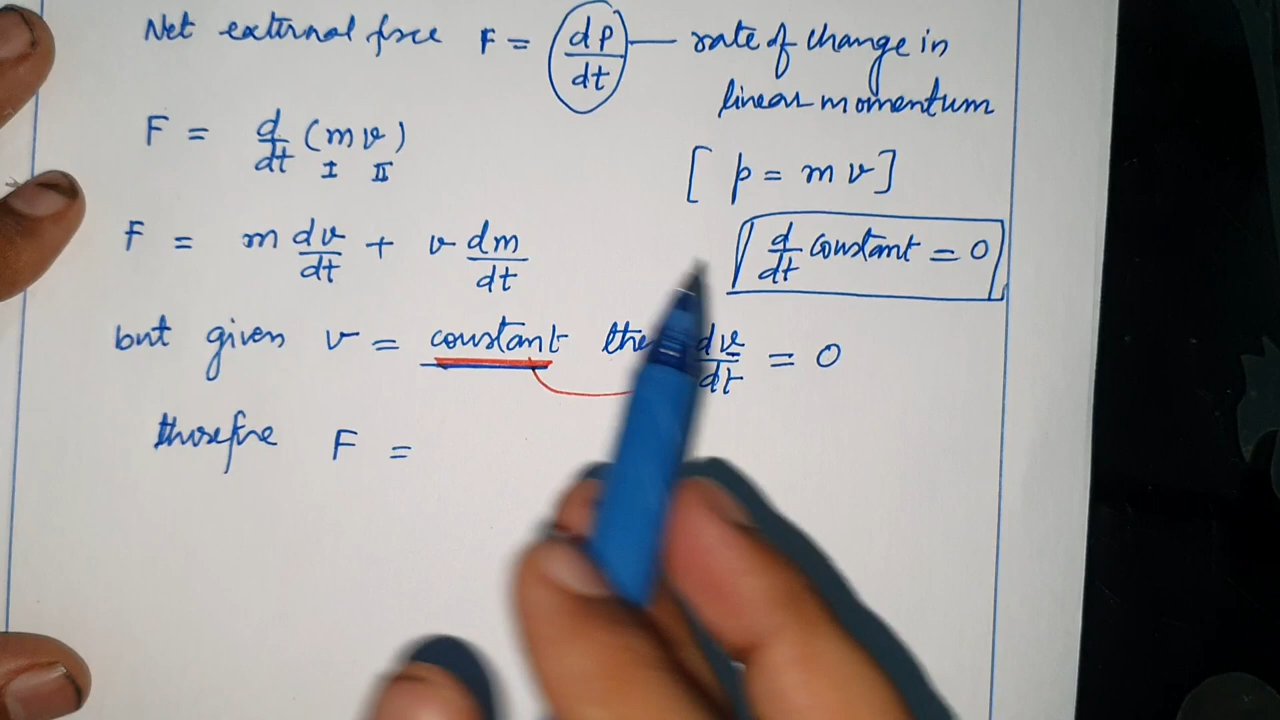 Net external force F = dp/dt — rate of change in
linear momentum
F = d/dt (m v)
I II
[ p = m v ]
F = m dv/dt + v dm/dt
d/dt constant = 0
but given v = constant the dv/dt = 0
therefore F =